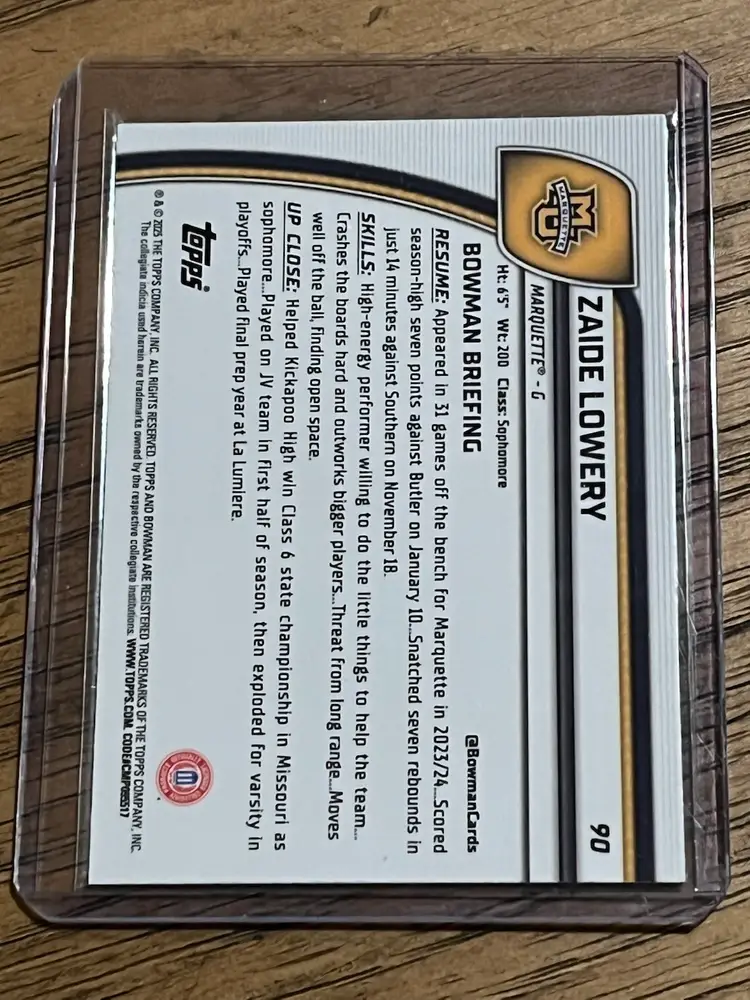 MU
MARQUETTE
ZAIDE LOWERY
90
MARQUETTE® - G
Ht: 6'5" Wt: 200 Class: Sophomore
BOWMAN BRIEFING
@BowmanCards
RESUME: Appeared in 31 games off the bench for Marquette in 2023/24....Scored
season-high seven points against Butler on January 10....Snatched seven rebounds in
just 14 minutes against Southern on November 18.
SKILLS: High-energy performer willing to do the little things to help the team....
Crashes the boards hard and outworks bigger players....Threat from long range....Moves
well off the ball, finding open space.
UP CLOSE: Helped Kickapoo High win Class 6 state championship in Missouri as
sophomore....Played on JV team in first half of season, then exploded for varsity in
playoffs....Played final prep year at La Lumiere.
topps
® & © 2025 THE TOPPS COMPANY, INC. ALL RIGHTS RESERVED. TOPPS AND BOWMAN ARE REGISTERED TRADEMARKS OF THE TOPPS COMPANY, INC.
The collegiate indicia used herein are trademarks owned by the respective collegiate institutions. WWW.TOPPS.COM. CODE#CMP095517